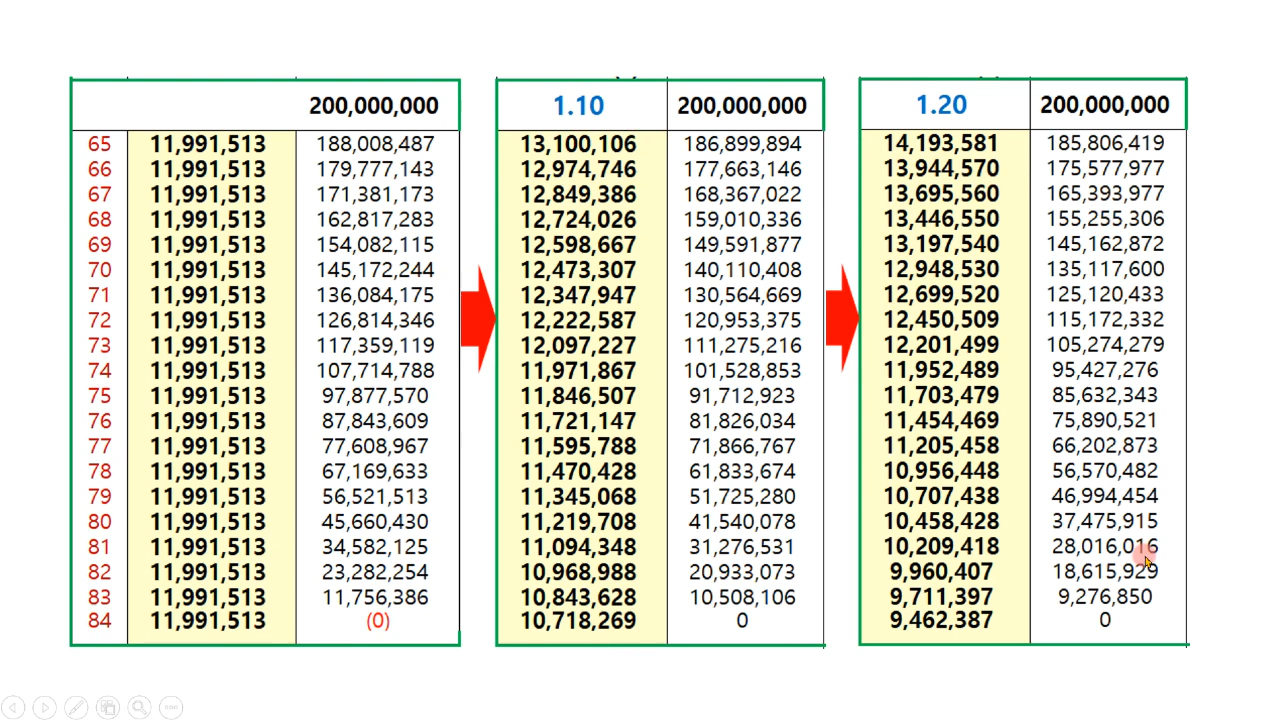 200,000,000 1.10 200,000,000 1.20 200,000,000
65 11,991,513 188,008,487 13,100,106 186,899,894 14,193,581 185,806,419
66 11,991,513 179,777,143 12,974,746 177,663,146 13,944,570 175,577,977
67 11,991,513 171,381,173 12,849,386 168,367,022 13,695,560 165,393,977
68 11,991,513 162,817,283 12,724,026 159,010,336 13,446,550 155,255,306
69 11,991,513 154,082,115 12,598,667 149,591,877 13,197,540 145,162,872
70 11,991,513 145,172,244 12,473,307 140,110,408 12,948,530 135,117,600
71 11,991,513 136,084,175 12,347,947 130,564,669 12,699,520 125,120,433
72 11,991,513 126,814,346 12,222,587 120,953,375 12,450,509 115,172,332
73 11,991,513 117,359,119 12,097,227 111,275,216 12,201,499 105,274,279
74 11,991,513 107,714,788 11,971,867 101,528,853 11,952,489 95,427,276
75 11,991,513 97,877,570 11,846,507 91,712,923 11,703,479 85,632,343
76 11,991,513 87,843,609 11,721,147 81,826,034 11,454,469 75,890,521
77 11,991,513 77,608,967 11,595,788 71,866,767 11,205,458 66,202,873
78 11,991,513 67,169,633 11,470,428 61,833,674 10,956,448 56,570,482
79 11,991,513 56,521,513 11,345,068 51,725,280 10,707,438 46,994,454
80 11,991,513 45,660,430 11,219,708 41,540,078 10,458,428 37,475,915
81 11,991,513 34,582,125 11,094,348 31,276,531 10,209,418 28,016,016
82 11,991,513 23,282,254 10,968,988 20,933,073 9,960,407 18,615,929
83 11,991,513 11,756,386 10,843,628 10,508,106 9,711,397 9,276,850
84 11,991,513 (0) 10,718,269 0 9,462,387 0